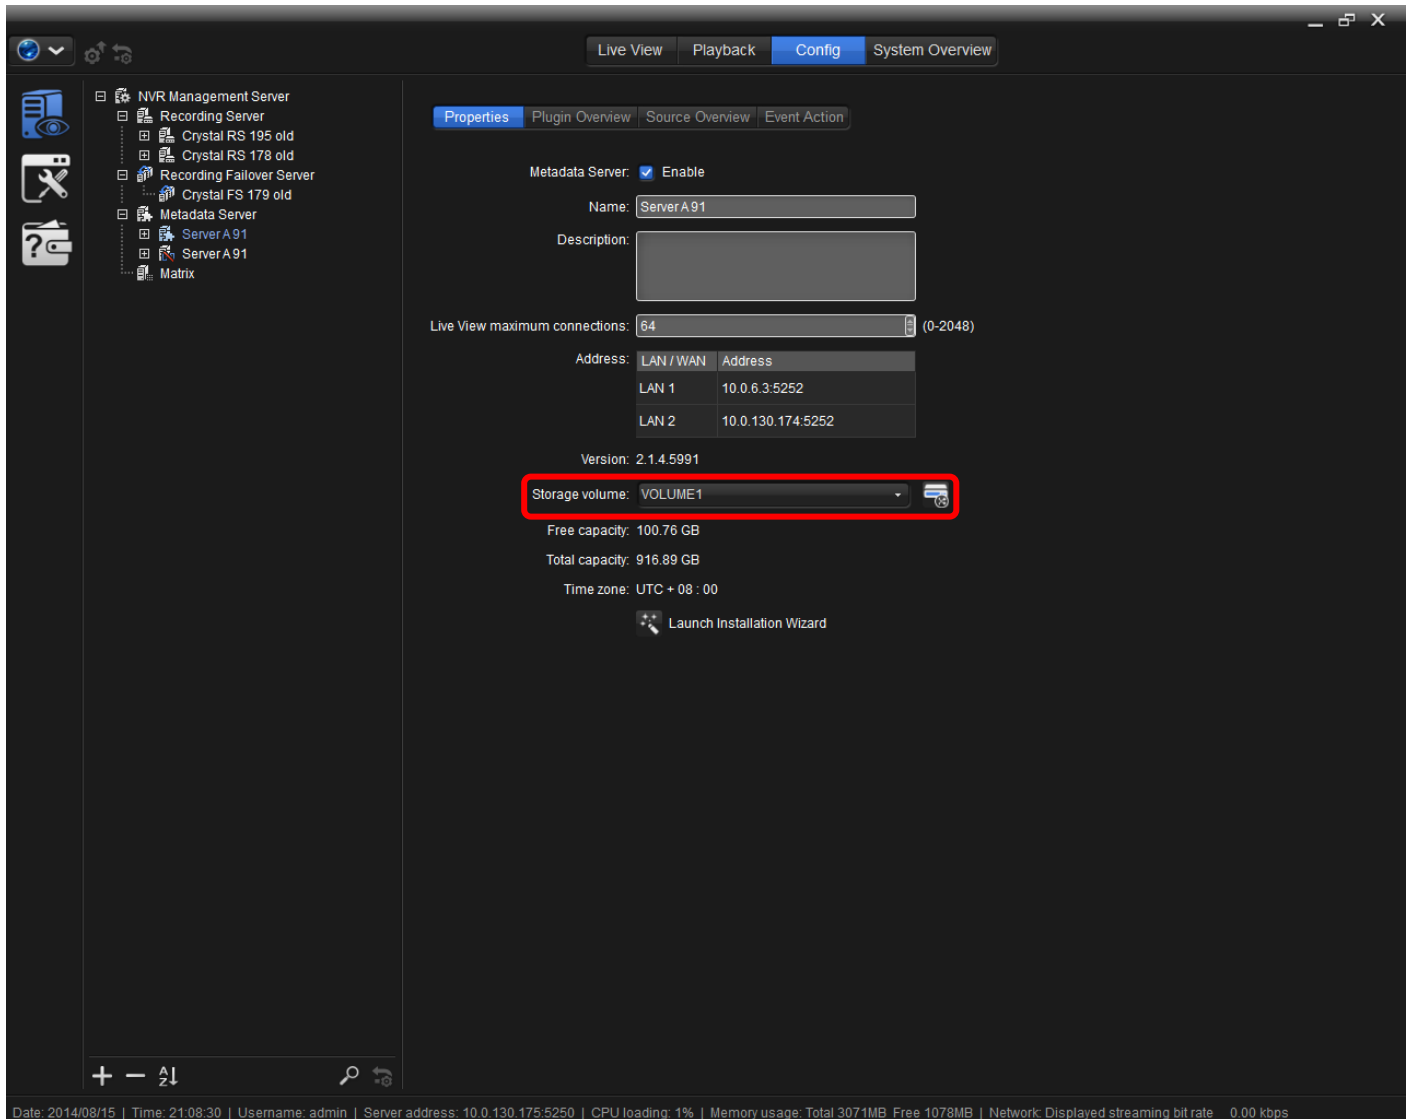 Live View Playback Config System Overview
NVR Management Server
Recording Server
Crystal RS 195 old
Crystal RS 178 old
Recording Failover Server
Crystal FS 179 old
Metadata Server
Server A 91
Server A 91
Matrix
Properties Plugin Overview Source Overview Event Action
Metadata Server: Enable
Name: Server A 91
Description:
Live View maximum connections: 64 (0-2048)
Address: LAN / WAN Address
LAN 1 10.0.6.3:5252
LAN 2 10.0.130.174:5252
Version: 2.1.4.5991
Storage volume: VOLUME1
Free capacity: 100.76 GB
Total capacity: 916.89 GB
Time zone: UTC + 08 : 00
Launch Installation Wizard
Date: 2014/08/15 | Time: 21:08:30 | Username: admin | Server address: 10.0.130.175:5250 | CPU loading: 1% | Memory usage: Total 3071MB Free 1078MB | Network: Displayed streaming bit rate 0.00 kbps